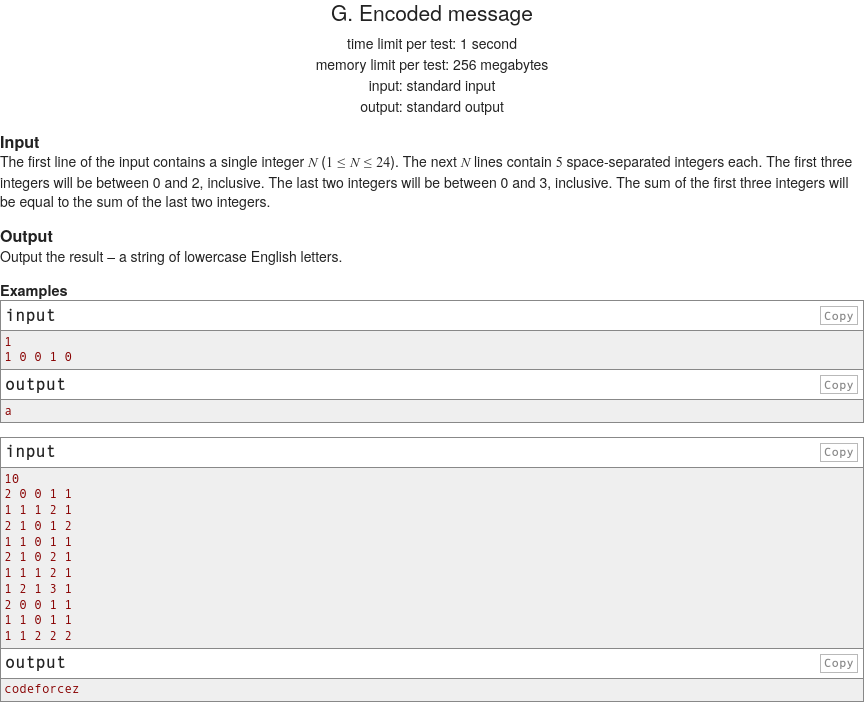 G. Encoded message
time limit per test: 1 second
memory limit per test: 256 megabytes
input: standard input
output: standard output
Input
The first line of the input contains a single integer N (1 ≤ N ≤ 24). The next N lines contain 5 space-separated integers each. The first three
integers will be between 0 and 2, inclusive. The last two integers will be between 0 and 3, inclusive. The sum of the first three integers will
be equal to the sum of the last two integers.
Output
Output the result – a string of lowercase English letters.
Examples
input
Copy
1
1 0 0 1 0
output
Copy
a
input
Copy
10
2 0 0 1 1
1 1 1 2 1
2 1 0 1 2
1 1 0 1 1
2 1 0 2 1
1 1 1 2 1
1 2 1 3 1
2 0 0 1 1
1 1 0 1 1
1 1 2 2 2
output
Copy
codeforcez